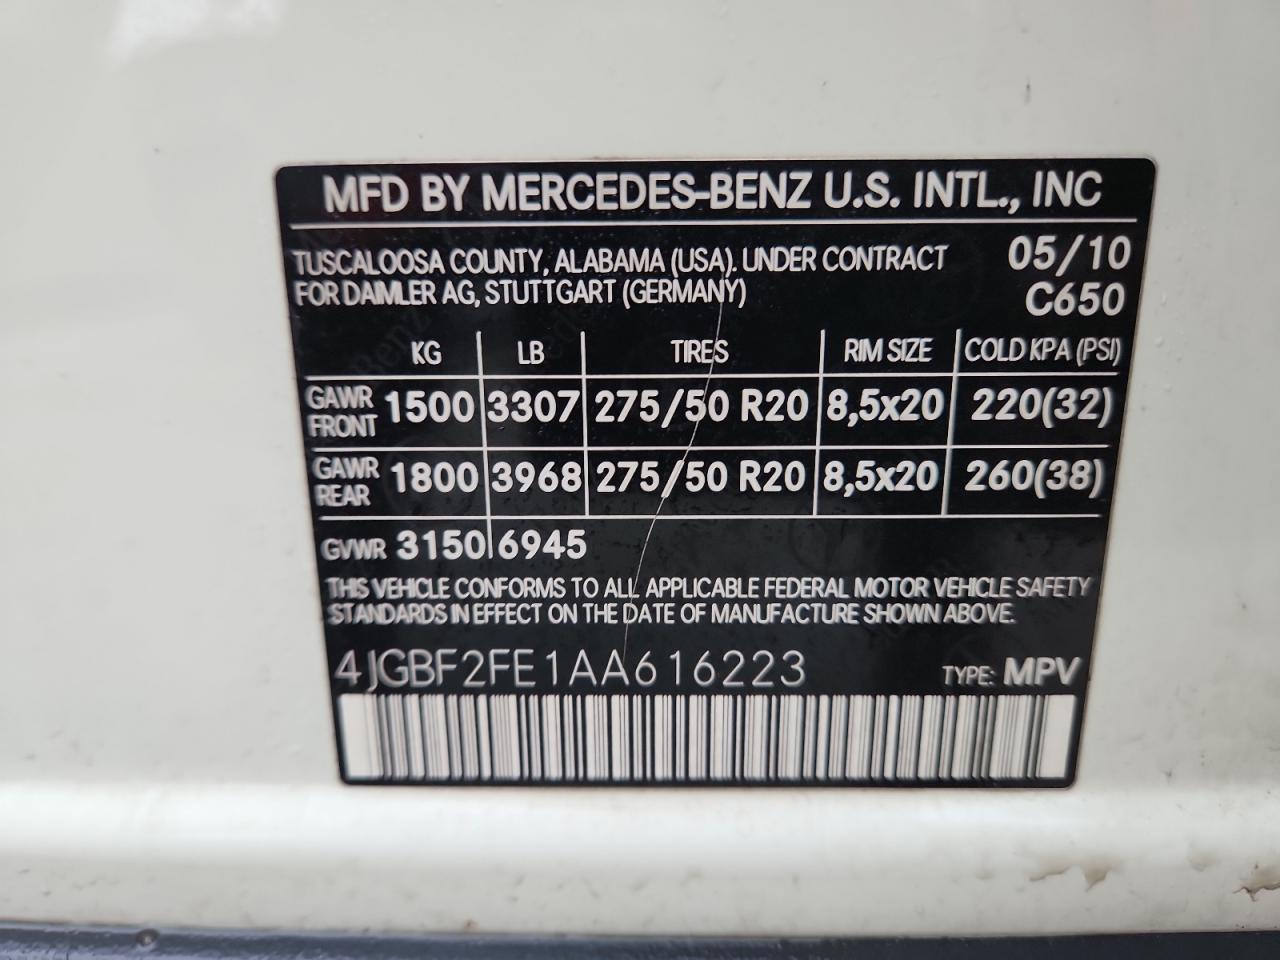 MFD BY MERCEDES-BENZ U.S. INTL., INC
TUSCALOOSA COUNTY, ALABAMA (USA). UNDER CONTRACT 05/10
FOR DAIMLER AG, STUTTGART (GERMANY) C650
KG LB TIRES RIM SIZE COLD KPA (PSI)
GAWR FRONT 1500 3307 275/50 R20 8,5x20 220(32)
GAWR REAR 1800 3968 275/50 R20 8,5x20 260(38)
GVWR 3150 6945
THIS VEHICLE CONFORMS TO ALL APPLICABLE FEDERAL MOTOR VEHICLE SAFETY
STANDARDS IN EFFECT ON THE DATE OF MANUFACTURE SHOWN ABOVE.
4JGBF2FE1AA616223 TYPE: MPV